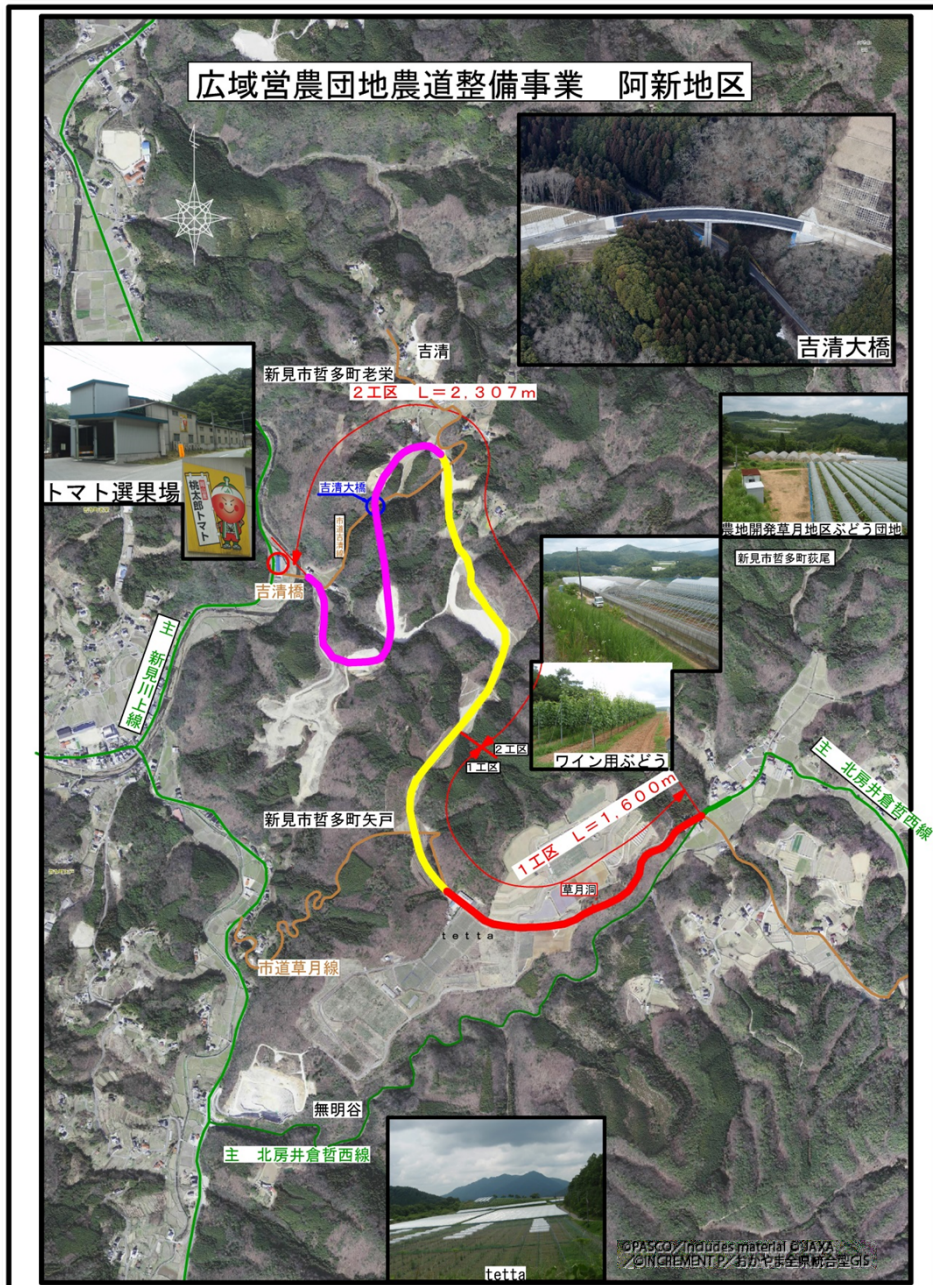 広域営農団地農道整備事業　阿新地区
吉清大橋
吉清
新見市哲多町老栄
2工区　L=2,307m
トマト選果場
桃太郎トマト
吉清大橋
市道吉清線
吉清橋
農地開発草月地区ぶどう団地
新見市哲多町荻尾
主　新見川上線
ワイン用ぶどう
2工区
1工区
主　北房井倉哲西線
1工区　L=1,600m
新見市哲多町矢戸
草月洞
tetta
市道草月線
無明谷
主　北房井倉哲西線
tetta
©PASCO／Includes material ©JAXA
／©INCREMENT P／おかやま全県統合型GIS